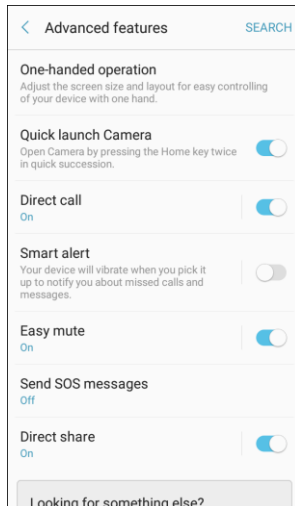 Advanced features
SEARCH
One-handed operation
Adjust the screen size and layout for easy controlling
of your device with one hand.
Quick launch Camera
Open Camera by pressing the Home key twice
in quick succession.
Direct call
On
Smart alert
Your device will vibrate when you pick it
up to notify you about missed calls and
messages.
Easy mute
On
Send SOS messages
Off
Direct share
On
Looking for something else?